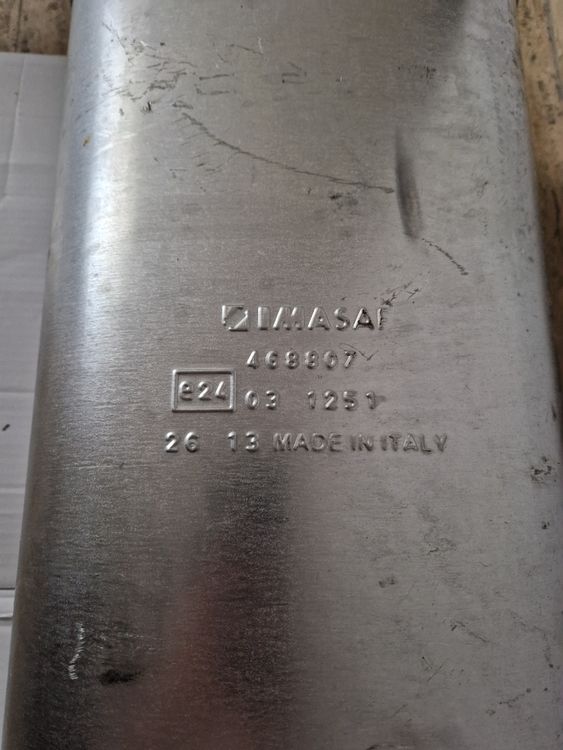 IMASAF
468807
e24 03 1251
26 13 MADE IN ITALY